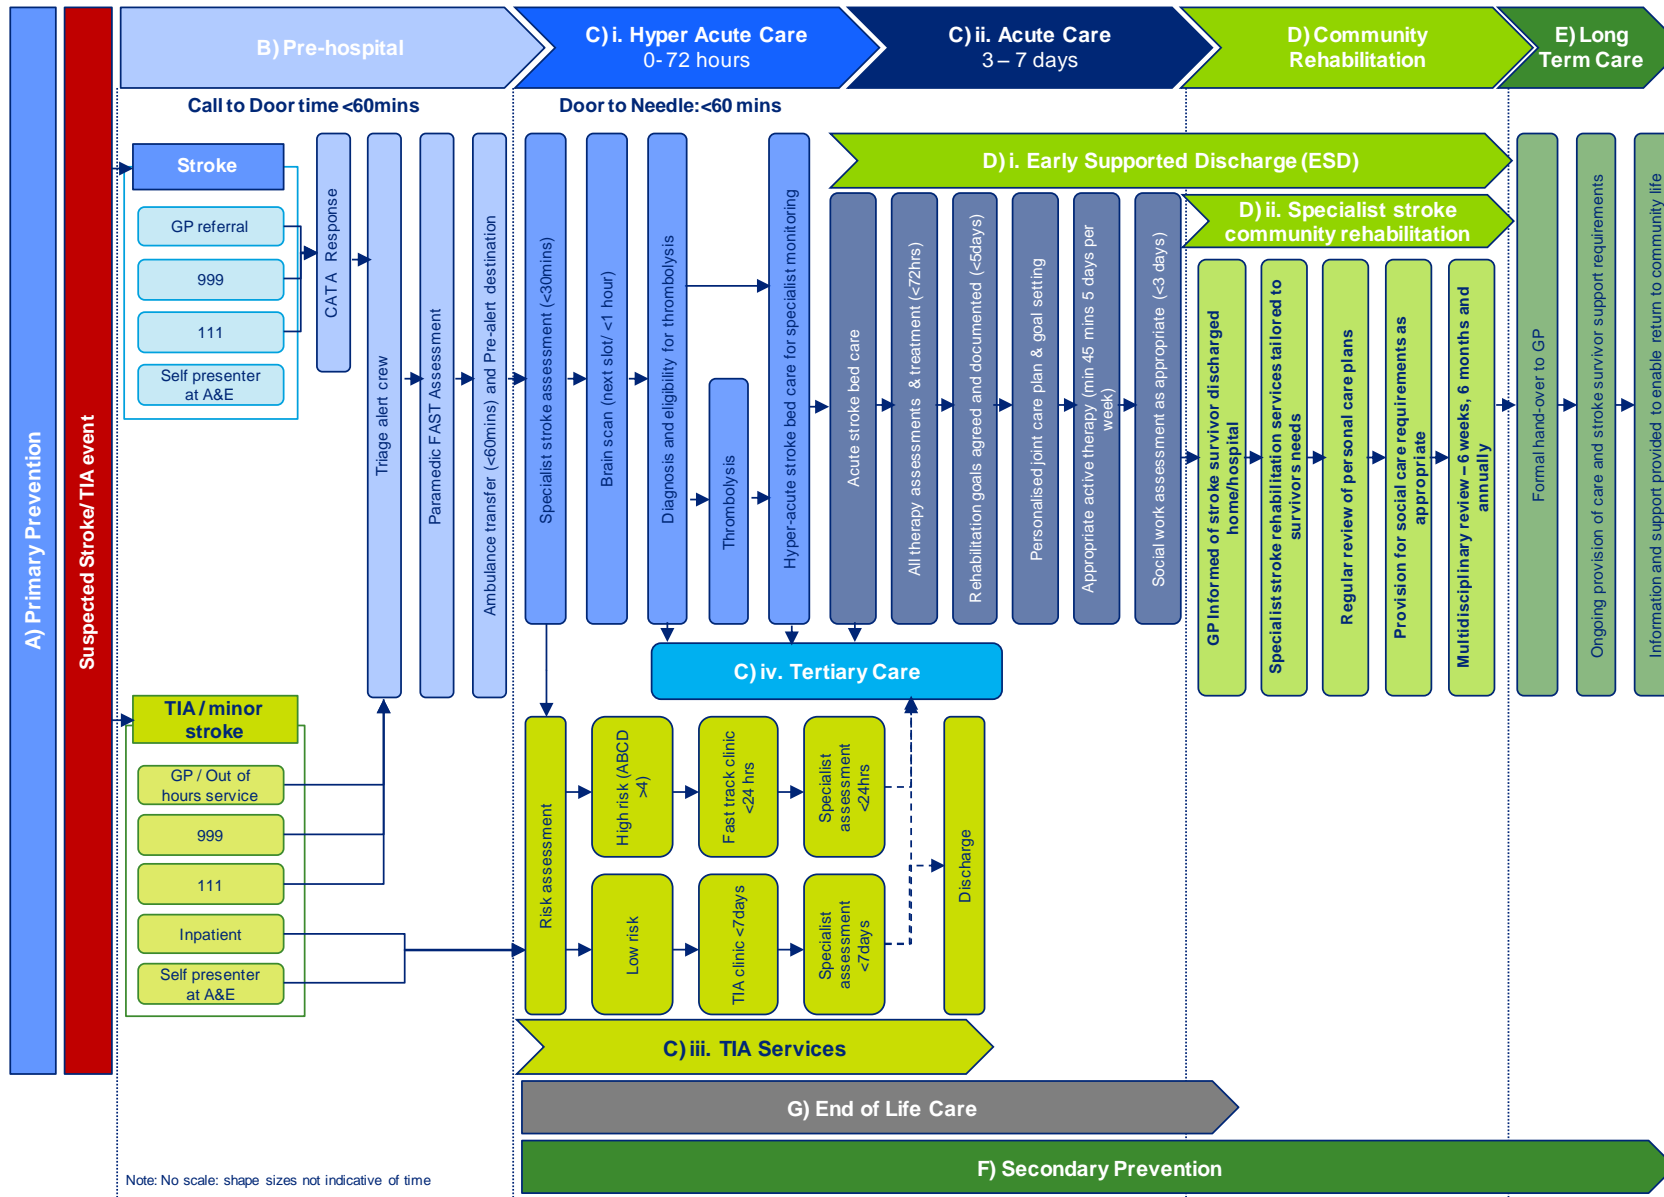 A) Primary Prevention
Suspected Stroke/TIA event
B) Pre-hospital
C) i. Hyper Acute Care
0-72 hours
C) ii. Acute Care
3 – 7 days
D) Community
Rehabilitation
E) Long
Term Care
Call to Door time <60mins
Door to Needle: <60 mins
Stroke
GP referral
999
111
Self presenter
at A&E
CAT A Response
Triage alert crew
Paramedic FAST Assessment
Ambulance transfer (<60mins) and Pre-alert destination
Specialist stroke assessment (<30mins)
Brain scan (next slot/ <1 hour)
Diagnosis and eligibility for thrombolysis
Thrombolysis
Hyper-acute stroke bed care for specialist monitoring
D) i. Early Supported Discharge (ESD)
Acute stroke bed care
All therapy assessments & treatment (<72hrs)
Rehabilitation goals agreed and documented (<5days)
Personalised joint care plan & goal setting
Appropriate active therapy (min 45 mins 5 days per
week)
Social work assessment as appropriate (<3 days)
D) ii. Specialist stroke
community rehabilitation
GP Informed of stroke survivor discharged
home/hospital
Specialist stroke rehabilitation services tailored to
survivors needs
Regular review of personal care plans
Provision for social care requirements as
appropriate
Multidisciplinary review – 6 weeks, 6 months and
annually
Formal hand-over to GP
Ongoing provision of care and stroke survivor support requirements
Information and support provided to enable return to community life
C) iv. Tertiary Care
TIA / minor
stroke
GP / Out of
hours service
999
111
Inpatient
Self presenter
at A&E
Risk assessment
High risk (ABCD
>4)
Fast track clinic
<24 hrs
Specialist
assessment
<24hrs
Low risk
TIA clinic <7days
Specialist
assessment
<7days
Discharge
C) iii. TIA Services
G) End of Life Care
F) Secondary Prevention
Note: No scale: shape sizes not indicative of time